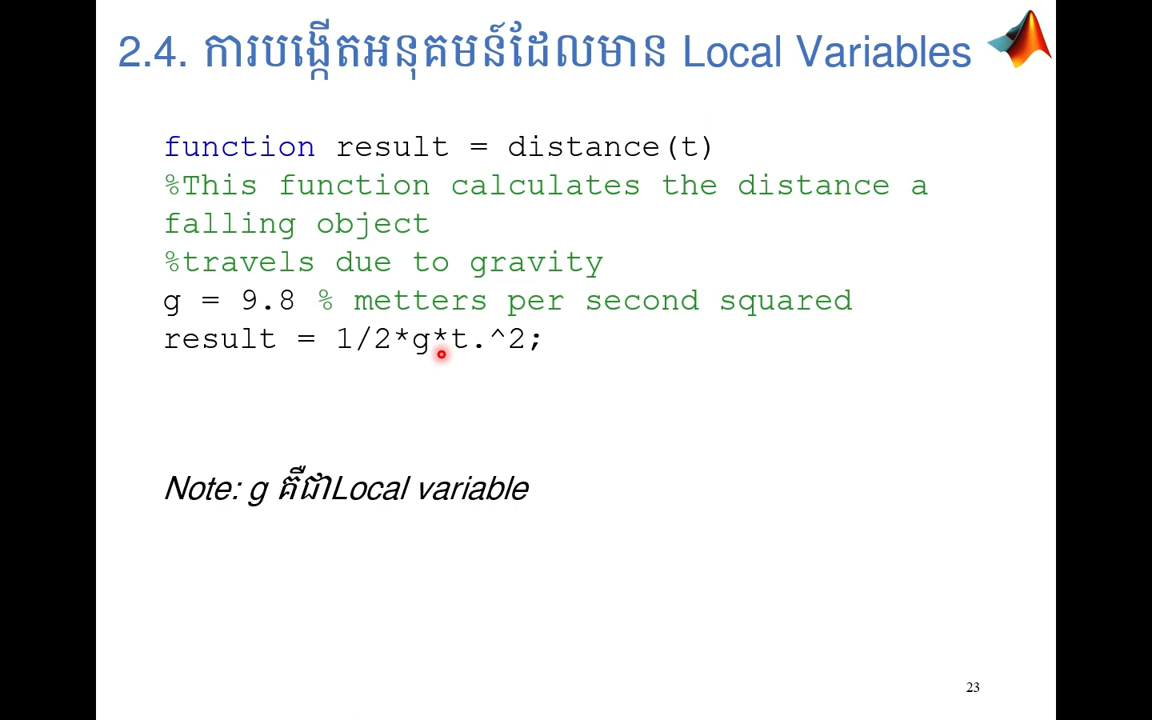 2.4. ការបង្កើតអនុគមន៍ដែលមាន Local Variables
function result = distance(t)
%This function calculates the distance a
falling object
%travels due to gravity
g = 9.8 % metters per second squared
result = 1/2*g*t.^2;
Note: g គឺជាLocal variable
23